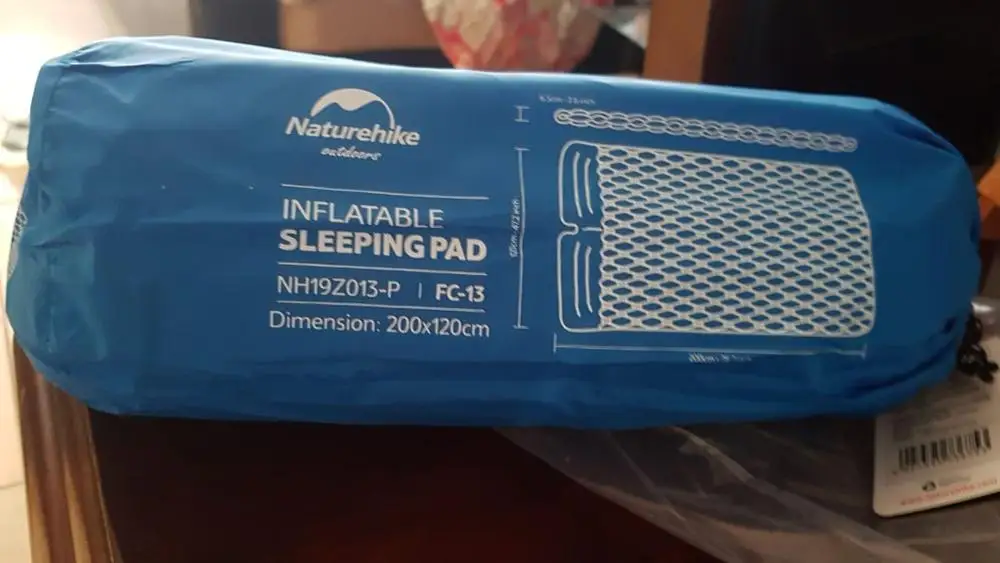 Naturehike
outdoors
INFLATABLE
SLEEPING PAD
NH19Z013-P | FC-13
Dimension: 200x120cm